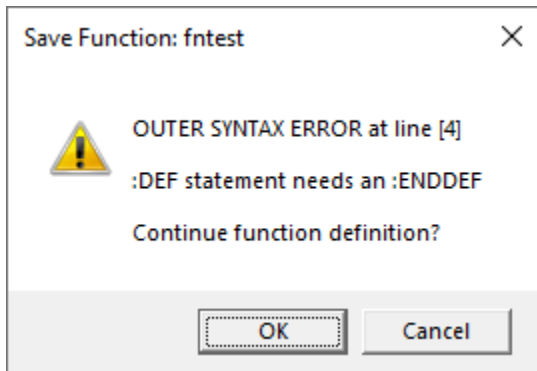 Save Function: fntest
OUTER SYNTAX ERROR at line [4]
:DEF statement needs an :ENDDEF
Continue function definition?
OK
Cancel